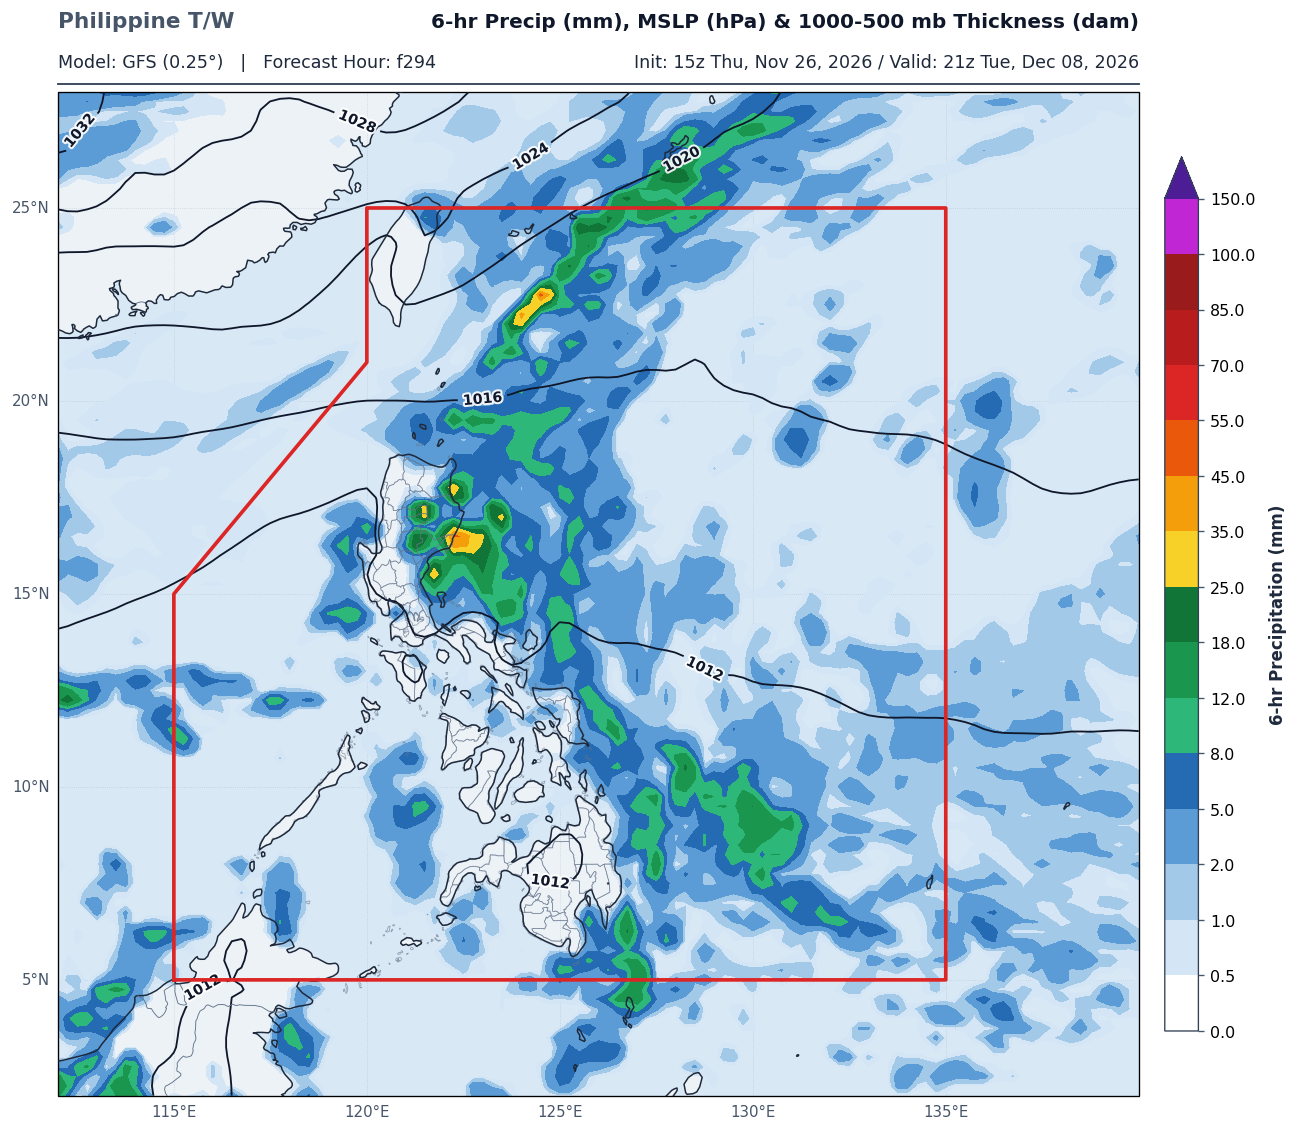 Philippine T/W
6-hr Precip (mm), MSLP (hPa) & 1000-500 mb Thickness (dam)
Model: GFS (0.25°) | Forecast Hour: f294
Init: 15z Thu, Nov 26, 2026 / Valid: 21z Tue, Dec 08, 2026
1032
1028
1024
1020
1016
1012
1012
1012
25°N
20°N
15°N
10°N
5°N
115°E
120°E
125°E
130°E
135°E
150.0
100.0
85.0
70.0
55.0
45.0
35.0
25.0
18.0
12.0
8.0
5.0
2.0
1.0
0.5
0.0
6-hr Precipitation (mm)